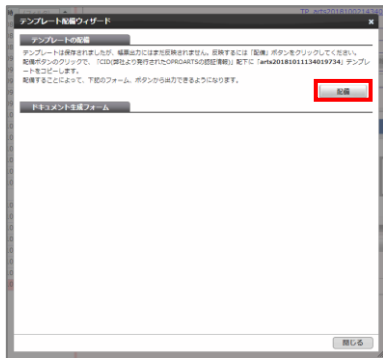 TP_arts2018100214340
テンプレート配備ウィザード
テンプレートの配備
テンプレートは保存されましたが、帳票出力にはまだ反映されません。反映するには「配備」ボタンをクリックしてください。
配備ボタンのクリックで、「CID(弊社より発行されたOPROARTSの認証情報)」配下に「arts20181011134019734」テンプレ
ートをコピーします。
配備することによって、下記のフォーム、ボタンから出力できるようになります。
配備
ドキュメント生成フォーム
閉じる